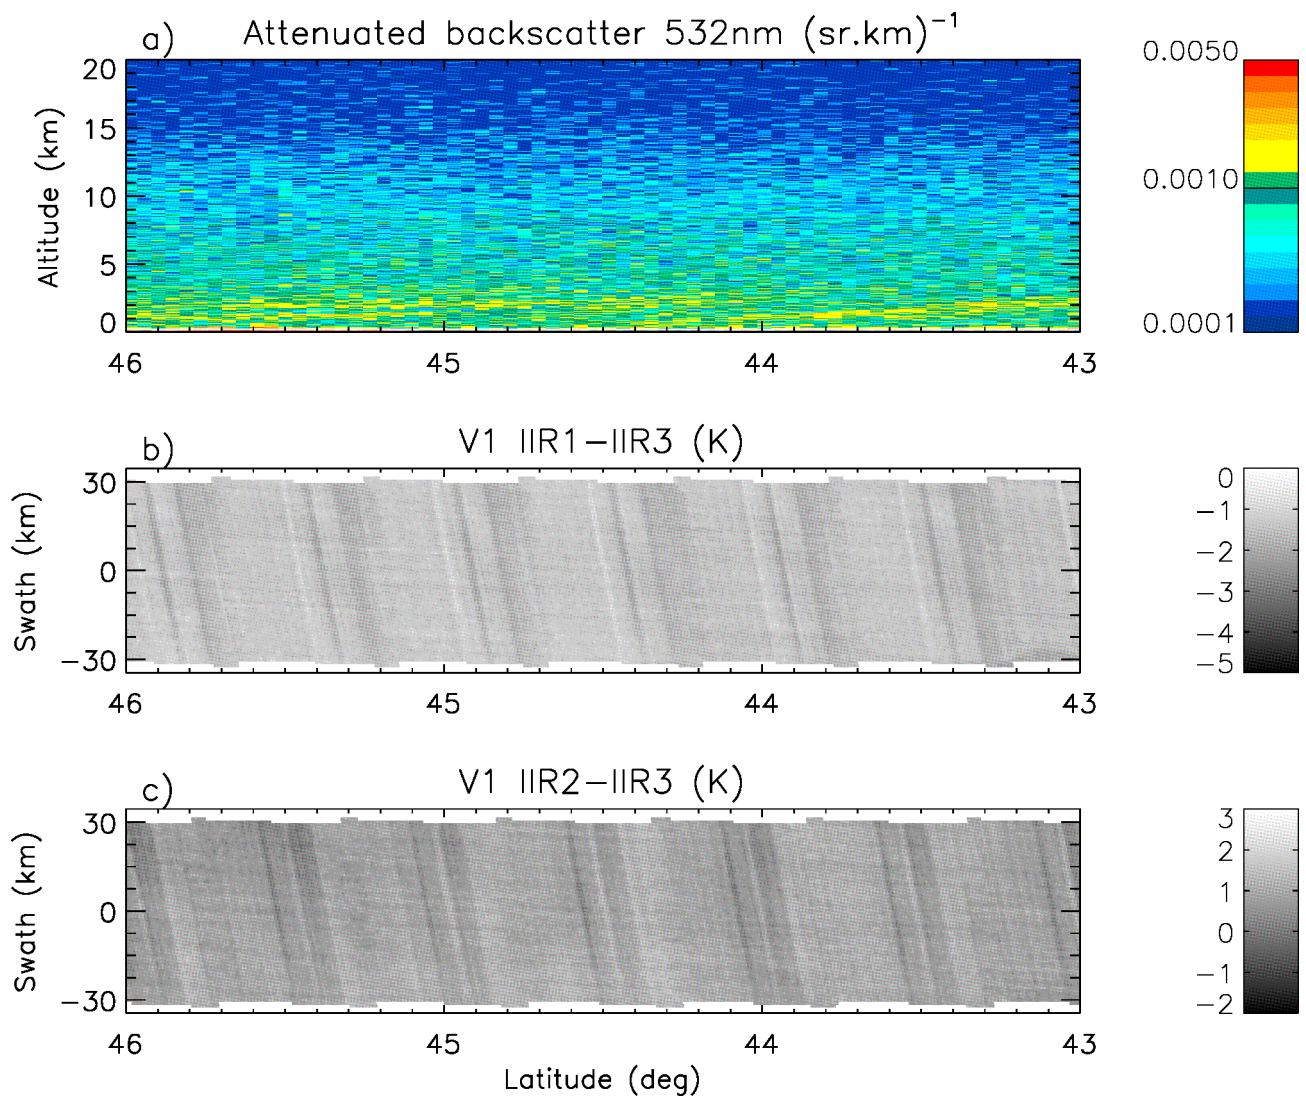 a) Attenuated backscatter 532nm (sr.km)⁻¹
20
15
10
5
0
Altitude (km)
46 45 44 43
0.0050
0.0010
0.0001
b) V1 IIR1−IIR3 (K)
30
0
−30
Swath (km)
46 45 44 43
0
−1
−2
−3
−4
−5
c) V1 IIR2−IIR3 (K)
30
0
−30
Swath (km)
46 45 44 43
Latitude (deg)
3
2
1
0
−1
−2